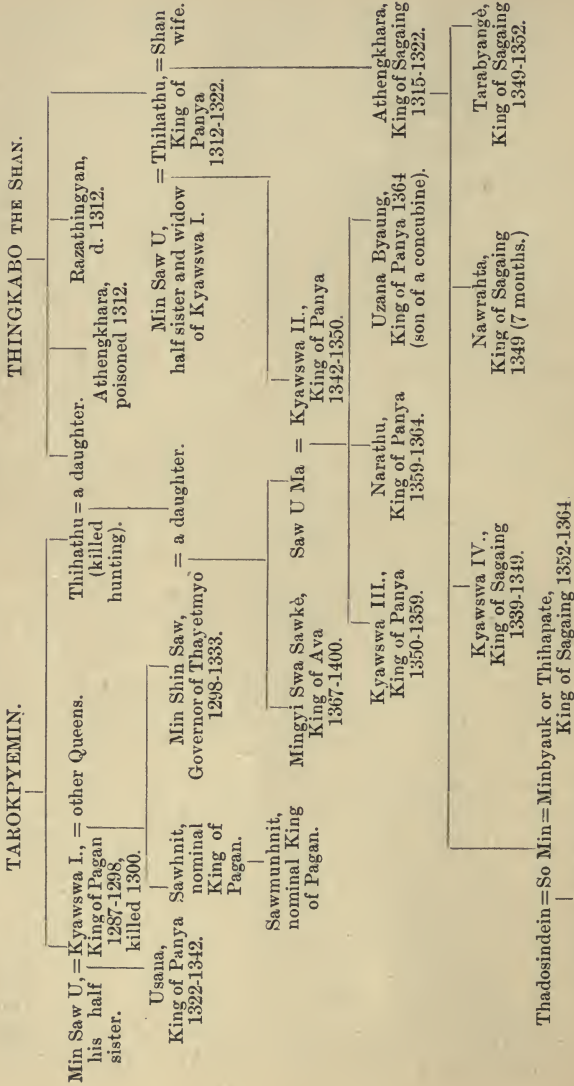 TAROKPYEMIN.
THINGKABO THE SHAN.
Min Saw U,
his half
sister.
=Kyawswa I.,
King of Pagan
1287-1298,
killed 1300.
= other Queens.
Thihathu
(killed
hunting).
= a daughter.
Athengkhara,
poisoned 1312.
Razathingyan,
d. 1312.
Min Saw U,
half sister and widow
of Kyawswa I.
= Thihathu,
King of
Panya
1312-1322.
= Shan
wife.
Usana,
King of Panya
1322-1342.
Sawhnit,
nominal
King of
Pagan.
Min Shin Saw,
Governor of Thayetmyo
1298-1333.
= a daughter.
Sawmunhnit,
nominal King
of Pagan.
Mingyi Swa Sawkè,
King of Ava
1367-1400.
Saw U Ma
= Kyawswa II.,
King of Panya
1342-1350.
Athengkhara,
King of Sagaing
1315-1322.
Kyawswa III.,
King of Panya
1350-1359.
Narathu,
King of Panya
1359-1364.
Uzana Byaung,
King of Panya 1364
(son of a concubine).
Kyawswa IV.,
King of Sagaing
1339-1349.
Nawrahta,
King of Sagaing
1349 (7 months.)
Tarabyangè,
King of Sagaing
1349-1352.
Thadosindein
=So Min
=Minbyauk or Thihapate,
King of Sagaing 1352-1364